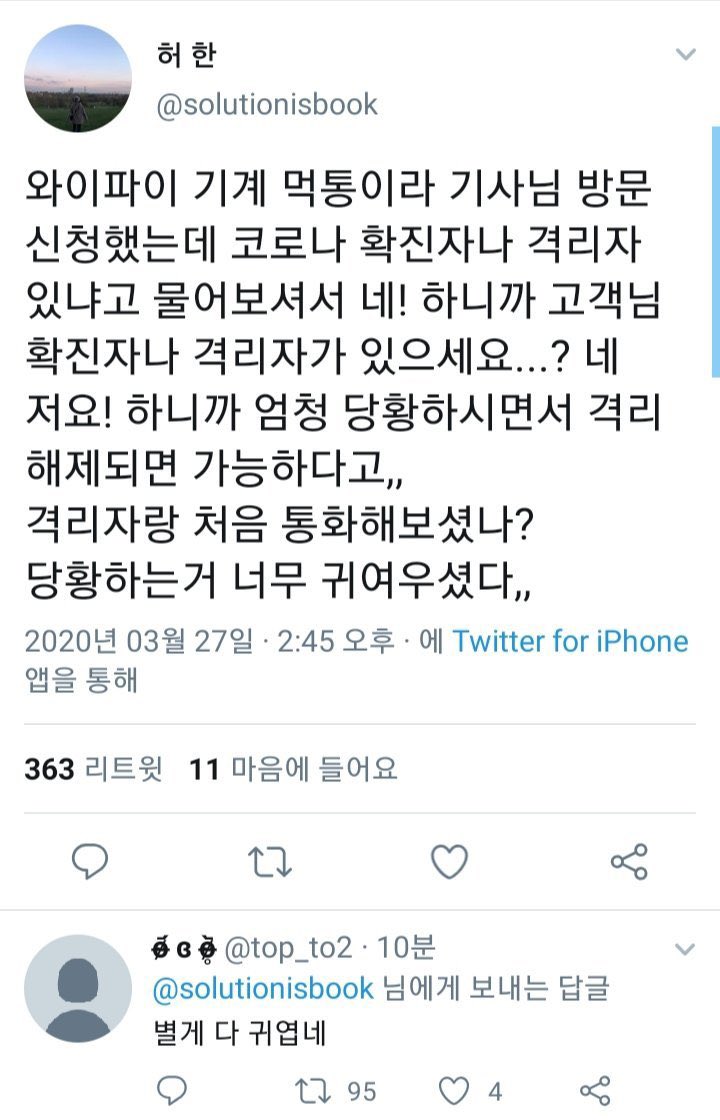 허 한
@solutionisbook
와이파이 기계 먹통이라 기사님 방문
신청했는데 코로나 확진자나 격리자
있냐고 물어보셔서 네! 하니까 고객님
확진자나 격리자가 있으세요...? 네
저요! 하니까 엄청 당황하시면서 격리
해제되면 가능하다고,,
격리자랑 처음 통화해보셨나?
당황하는거 너무 귀여우셨다,,
2020년 03월 27일 · 2:45 오후 · 에 Twitter for iPhone
앱을 통해
363 리트윗 11 마음에 들어요
@top_to2 · 10분
@solutionisbook 님에게 보내는 답글
별게 다 귀엽네
95 4